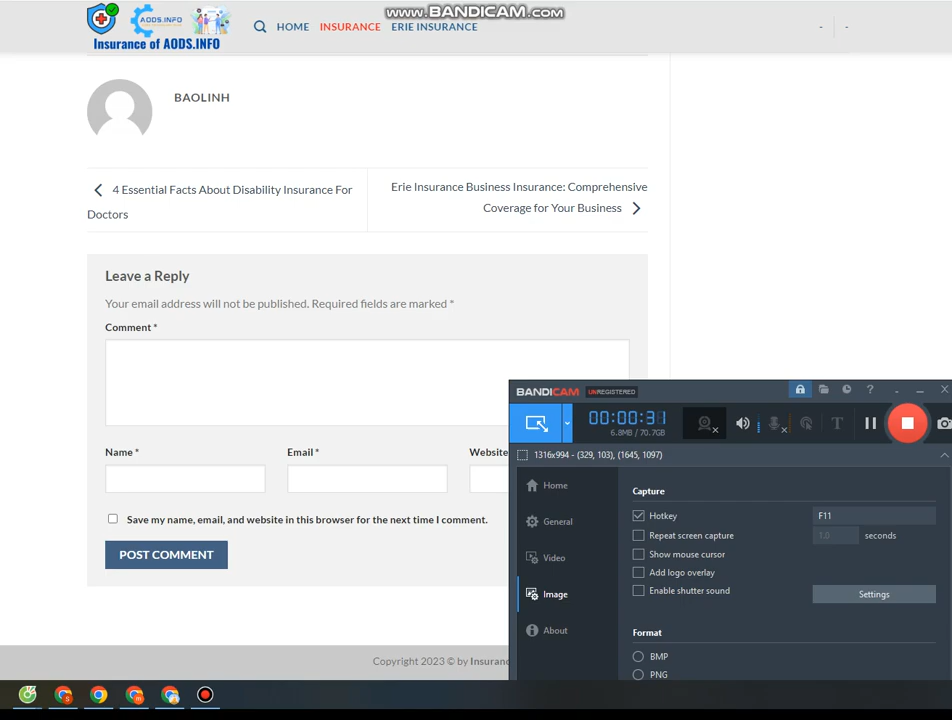 www.BANDICAM.com
AODS.INFO
Insurance of AODS.INFO
HOME INSURANCE ERIE INSURANCE - -
BAOLINH
4 Essential Facts About Disability Insurance For
Doctors
Erie Insurance Business Insurance: Comprehensive
Coverage for Your Business
Leave a Reply
Your email address will not be published. Required fields are marked *
Comment *
Name *
Email *
Website
Save my name, email, and website in this browser for the next time I comment.
POST COMMENT
Copyright 2023 © by Insuranc
BANDICAM UNREGISTERED
6.8MB / 70.7GB
1316x994 - (329, 103), (1645, 1097)
Home
General
Video
Image
About
Capture
Hotkey F11
Repeat screen capture 1.0 seconds
Show mouse cursor
Add logo overlay
Enable shutter sound
Settings
Format
BMP
PNG